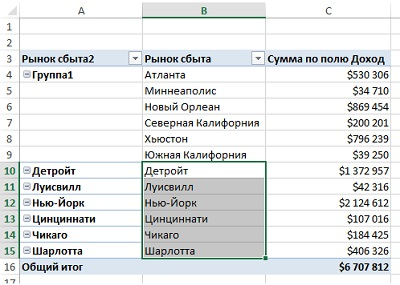 A B C
1
2
3 Рынок сбыта2 Рынок сбыта Сумма по полю Доход
4 Группа1 Атланта $530 306
5 Миннеаполис $34 710
6 Новый Орлеан $869 454
7 Северная Калифорния $200 201
8 Хьюстон $796 239
9 Южная Калифорния $39 250
10 Детройт Детройт $1 372 957
11 Луисвилл Луисвилл $42 316
12 Нью-Йорк Нью-Йорк $2 124 612
13 Цинциннати Цинциннати $107 016
14 Чикаго Чикаго $184 425
15 Шарлотта Шарлотта $406 326
16 Общий итог $6 707 812
17